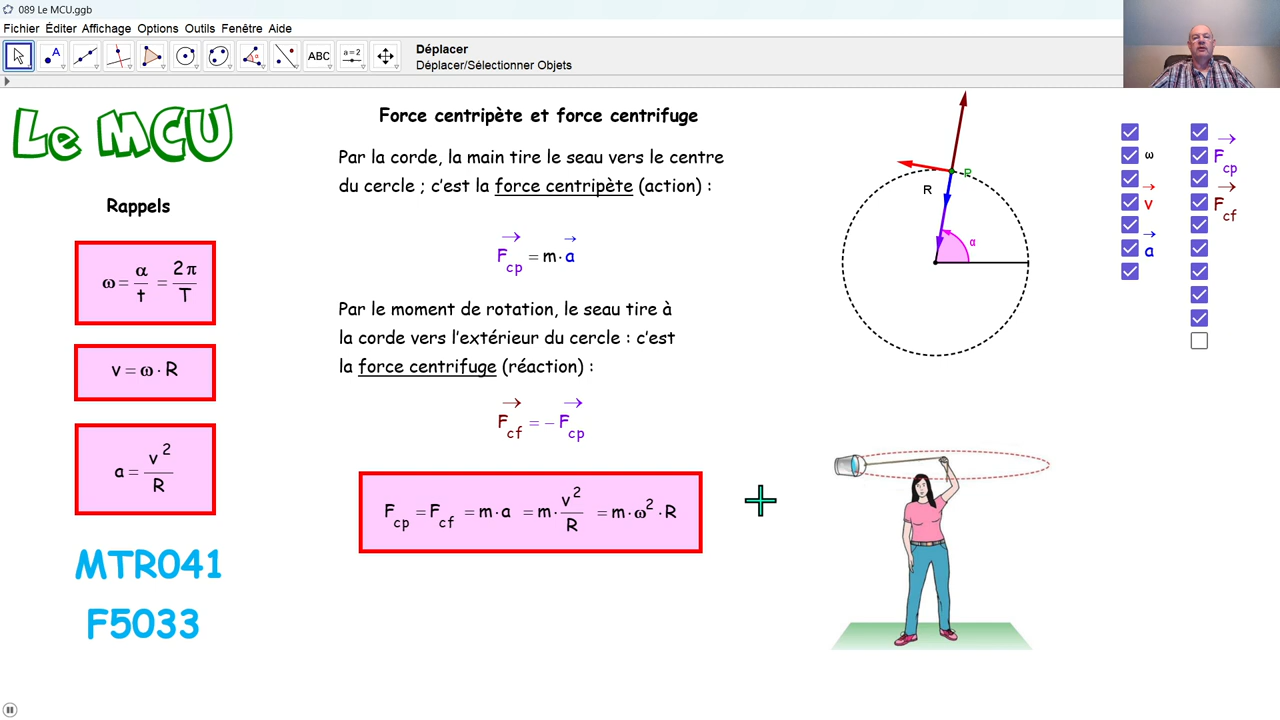 089 Le MCU.ggb
Fichier Éditer Affichage Options Outils Fenêtre Aide
ABC
a=2
Déplacer
Déplacer/Sélectionner Objets
Le MCU
Rappels
ω = α/t = 2π/T
v = ω · R
a = v²/R
MTR041
F5033
Force centripète et force centrifuge
Par la corde, la main tire le seau vers le centre
du cercle ; c'est la force centripète (action) :
F⃗cp = m · a⃗
Par le moment de rotation, le seau tire à
la corde vers l'extérieur du cercle : c'est
la force centrifuge (réaction) :
F⃗cf = − F⃗cp
Fcp = Fcf = m · a = m · v²/R = m · ω² · R
P
R
α
ω
v⃗
a⃗
F⃗cp
F⃗cf